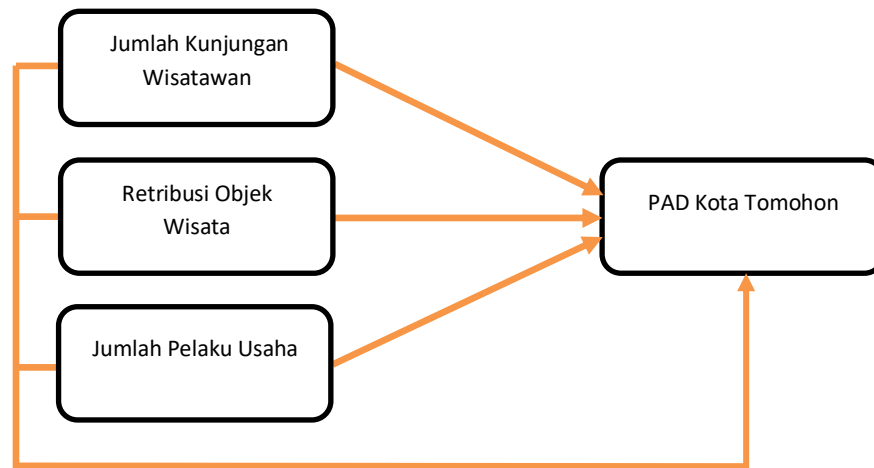 Jumlah Kunjungan
Wisatawan
Retribusi Objek
Wisata
PAD Kota Tomohon
Jumlah Pelaku Usaha